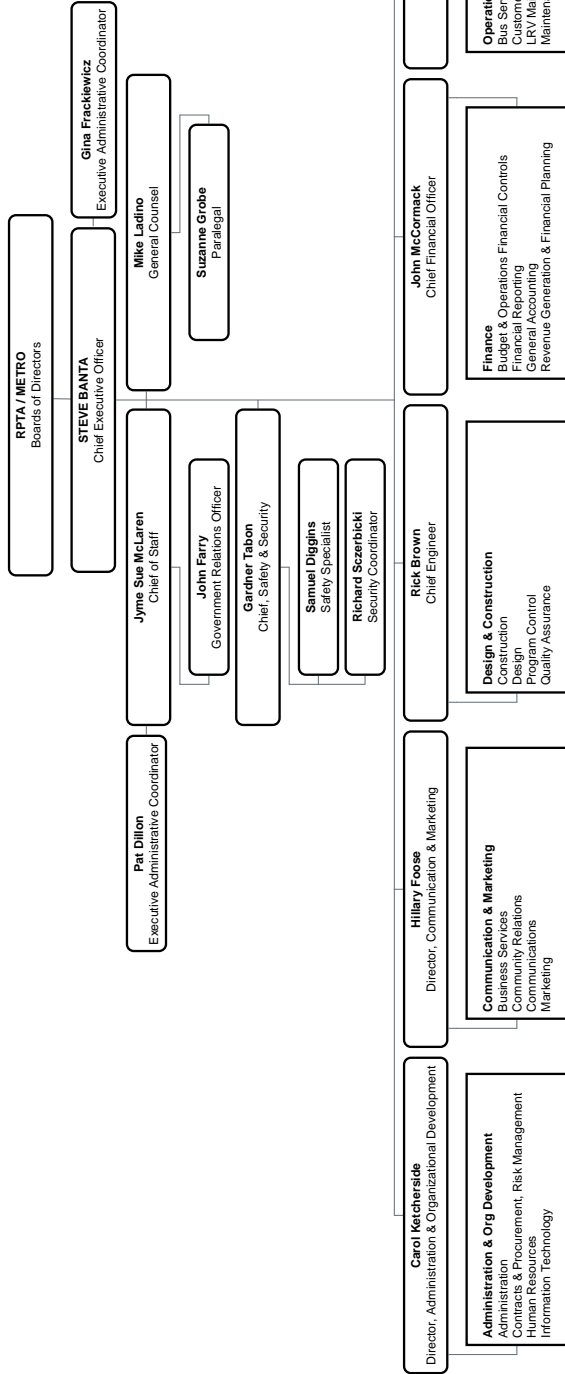 RPTA / METRO
Boards of Directors
STEVE BANTA
Chief Executive Officer
Gina Frackiewicz
Executive Administrative Coordinator
Pat Dillon
Executive Administrative Coordinator
Jyme Sue McLaren
Chief of Staff
Mike Ladino
General Counsel
John Farry
Government Relations Officer
Suzanne Grobe
Paralegal
Gardner Tabon
Chief, Safety & Security
Samuel Diggins
Safety Specialist
Richard Sczerbicki
Security Coordinator
Carol Ketcherside
Director, Administration & Organizational Development
Hillary Foose
Director, Communication & Marketing
Rick Brown
Chief Engineer
John McCormack
Chief Financial Officer
Administration & Org Development
Administration
Contracts & Procurement, Risk Management
Human Resources
Information Technology
Communication & Marketing
Business Services
Community Relations
Communications
Marketing
Design & Construction
Construction
Design
Program Control
Quality Assurance
Finance
Budget & Operations Financial Controls
Financial Reporting
General Accounting
Revenue Generation & Financial Planning
Bus
LRV